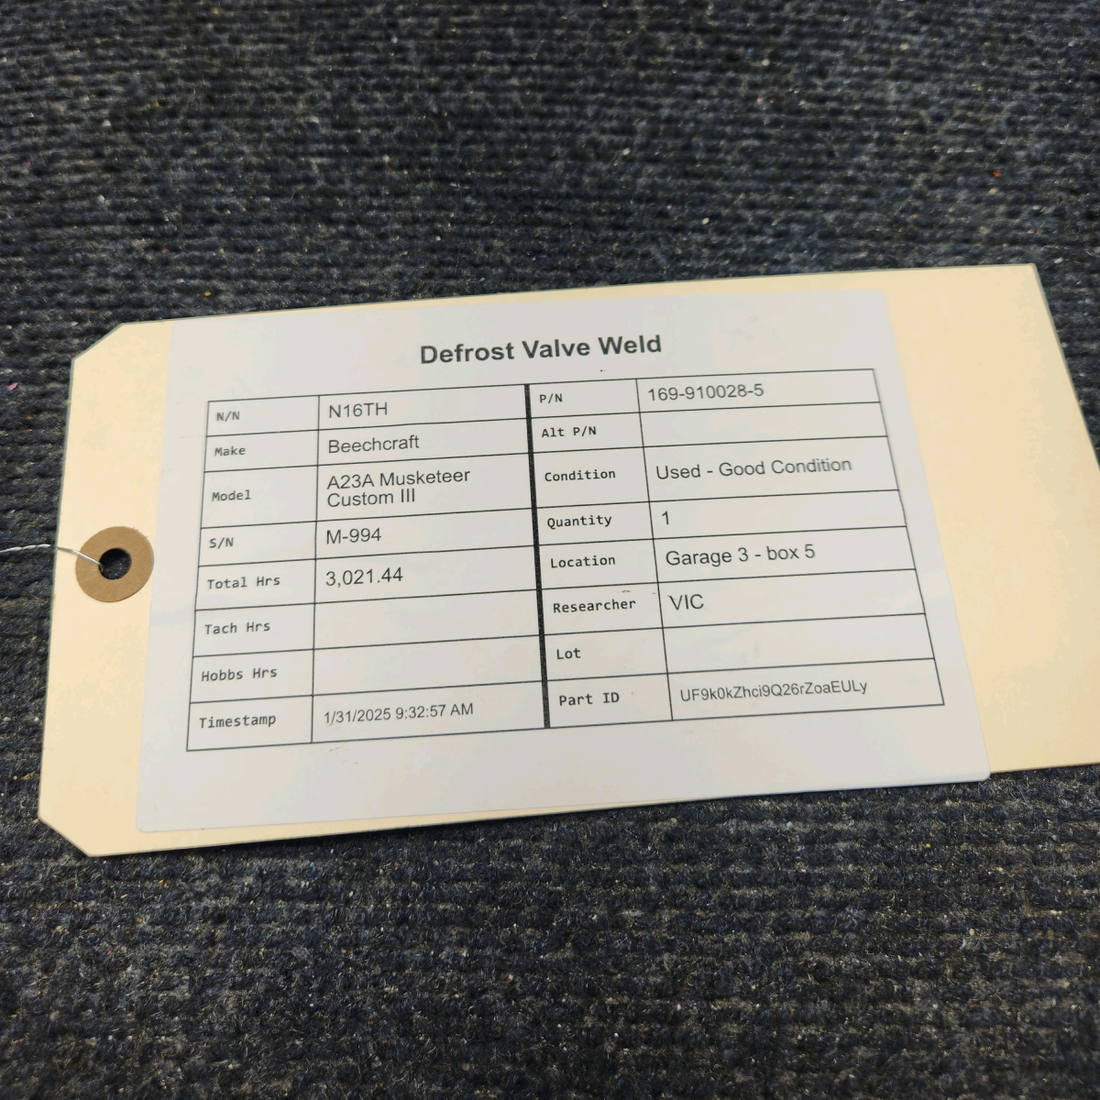 Defrost Valve Weld
N/N N16TH
Make Beechcraft
Model A23A Musketeer
Custom III
S/N M-994
Total Hrs 3,021.44
Tach Hrs
Hobbs Hrs
Timestamp 1/31/2025 9:32:57 AM
P/N 169-910028-5
Alt P/N
Condition Used - Good Condition
Quantity 1
Location Garage 3 - box 5
Researcher VIC
Lot
Part ID UF9k0kZhci9Q26rZoaEULy